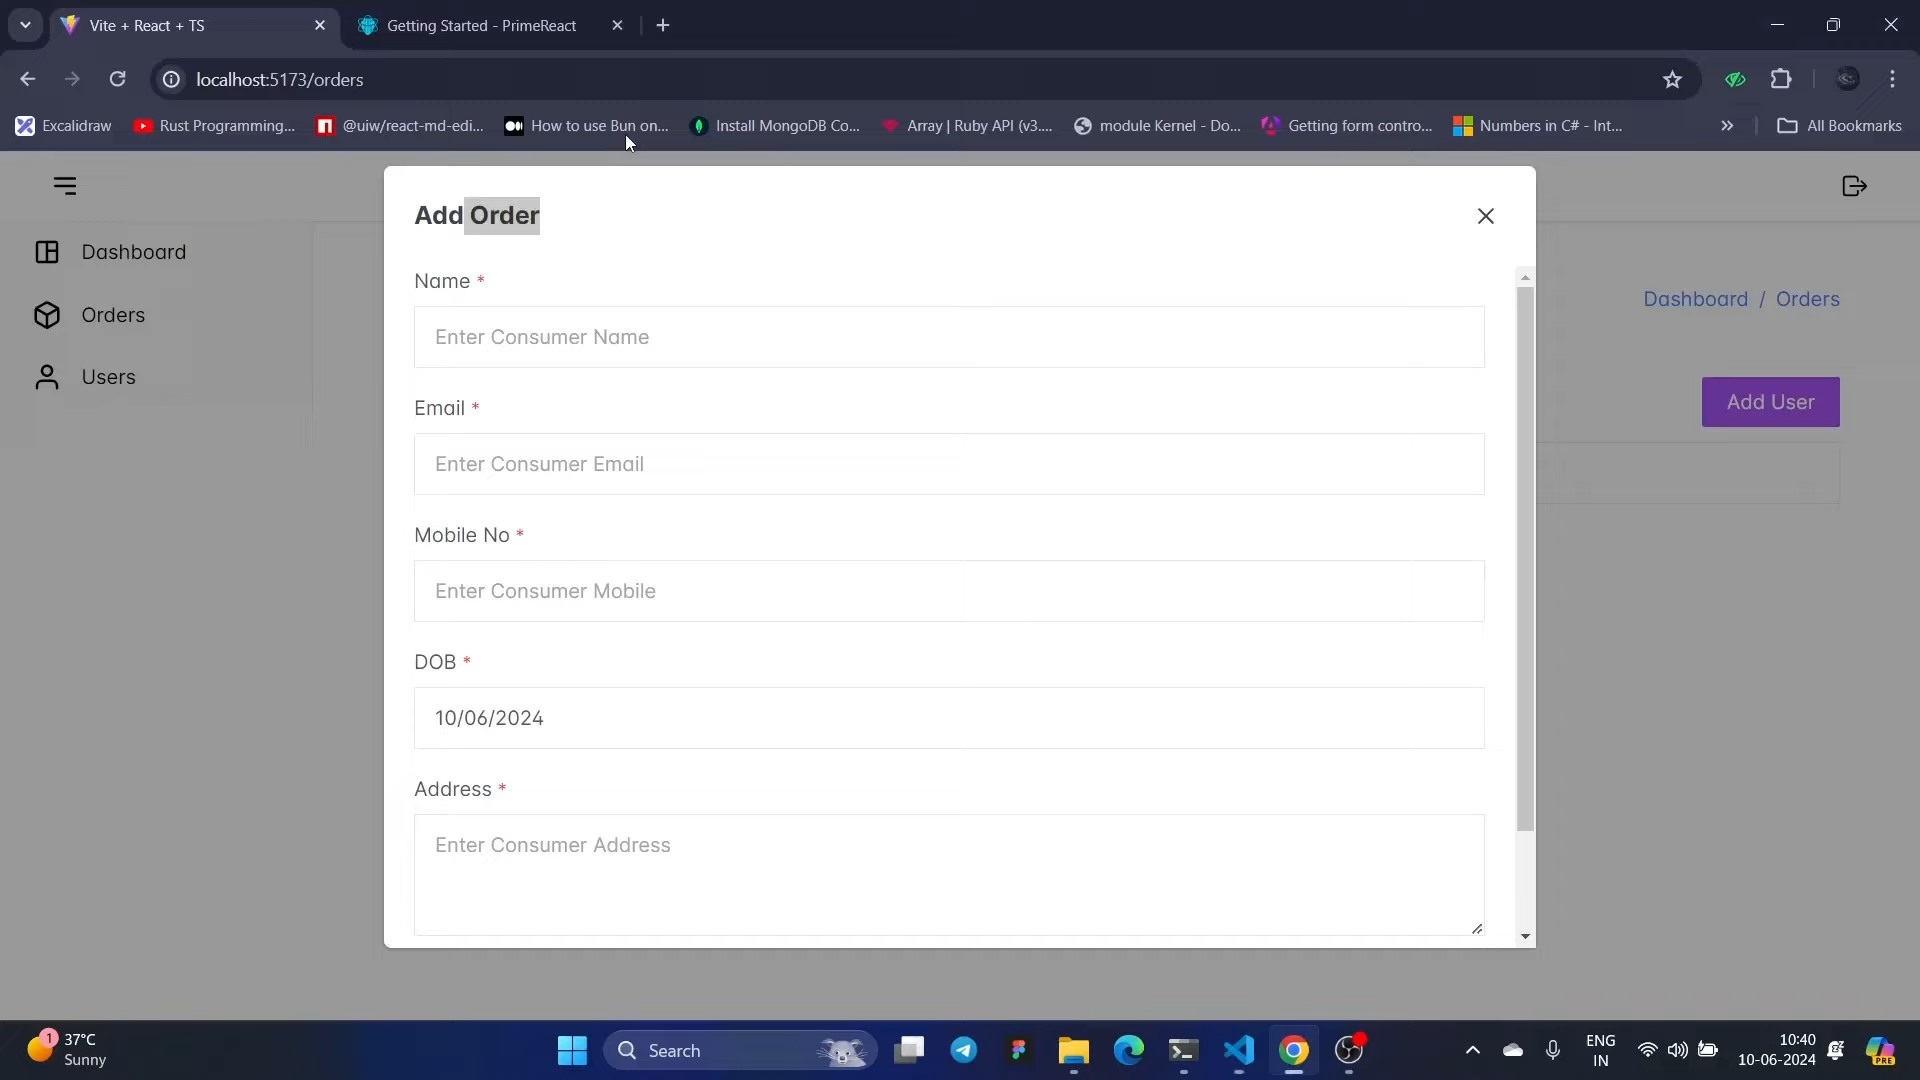 Vite + React + TS
Getting Started - PrimeReact
localhost:5173/orders
Excalidraw
Rust Programming...
@uiw/react-md-edi...
How to use Bun on...
Install MongoDB Co...
Array | Ruby API (v3....
module Kernel - Do...
Getting form contro...
Numbers in C# - Int...
All Bookmarks
Add Order
Dashboard
Orders
Users
Name *
Enter Consumer Name
Email *
Enter Consumer Email
Mobile No *
Enter Consumer Mobile
DOB *
10/06/2024
Address *
Enter Consumer Address
Dashboard / Orders
Add User
1
37°C
Sunny
Search
ENG
IN
10:40
10-06-2024
PRE